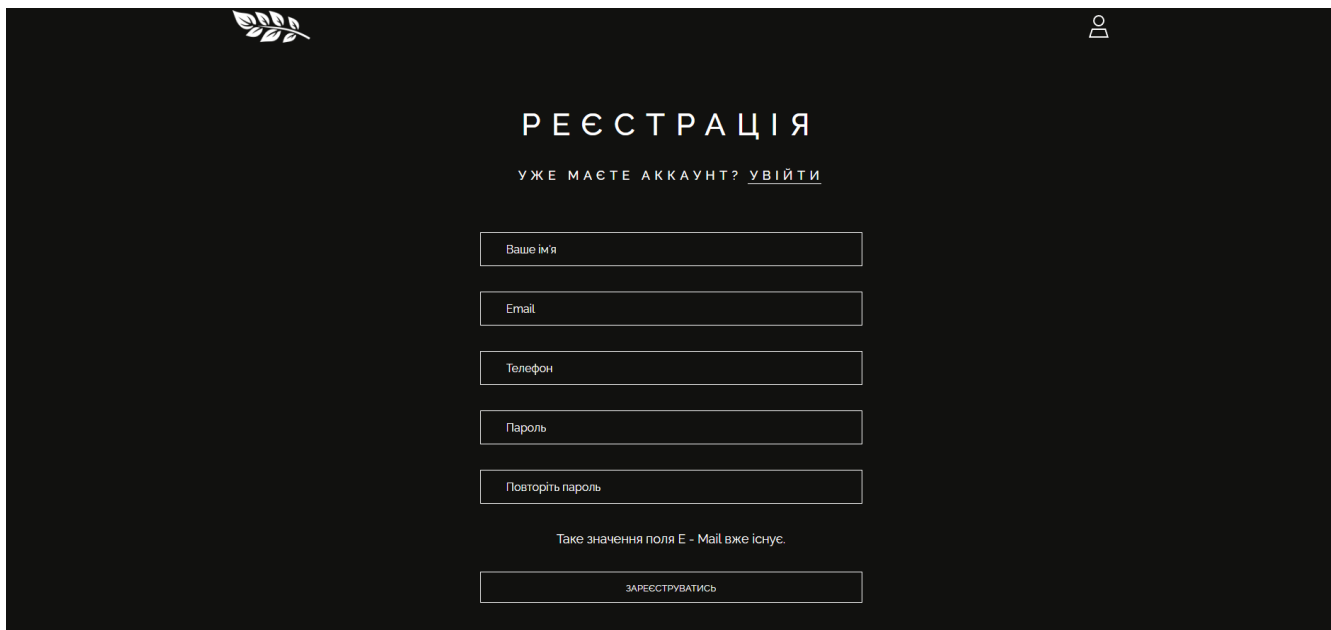 РЕЄСТРАЦІЯ
УЖЕ МАЄТЕ АККАУНТ? УВІЙТИ
Ваше ім'я
Email
Телефон
Пароль
Повторіть пароль
Таке значення поля E - Mail вже існує.
ЗАРЕЄСТРУВАТИСЬ